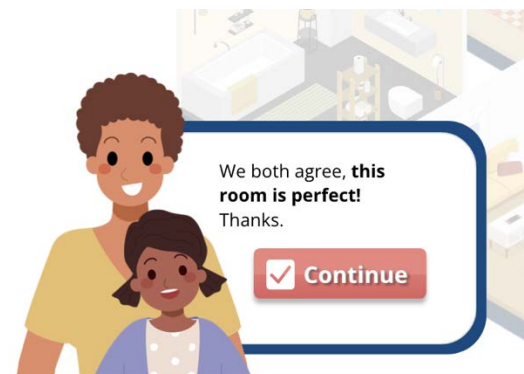 We both agree, this
room is perfect!
Thanks.
Continue